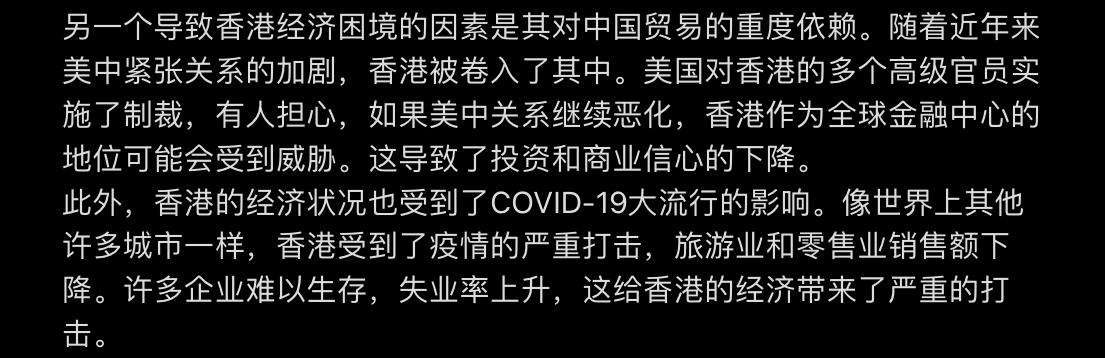 另一个导致香港经济困境的因素是其对中国贸易的重度依赖。随着近年来
美中紧张关系的加剧，香港被卷入了其中。美国对香港的多个高级官员实
施了制裁，有人担心，如果美中关系继续恶化，香港作为全球金融中心的
地位可能会受到威胁。这导致了投资和商业信心的下降。
此外，香港的经济状况也受到了COVID-19大流行的影响。像世界上其他
许多城市一样，香港受到了疫情的严重打击，旅游业和零售业销售额下
降。许多企业难以生存，失业率上升，这给香港的经济带来了严重的打
击。